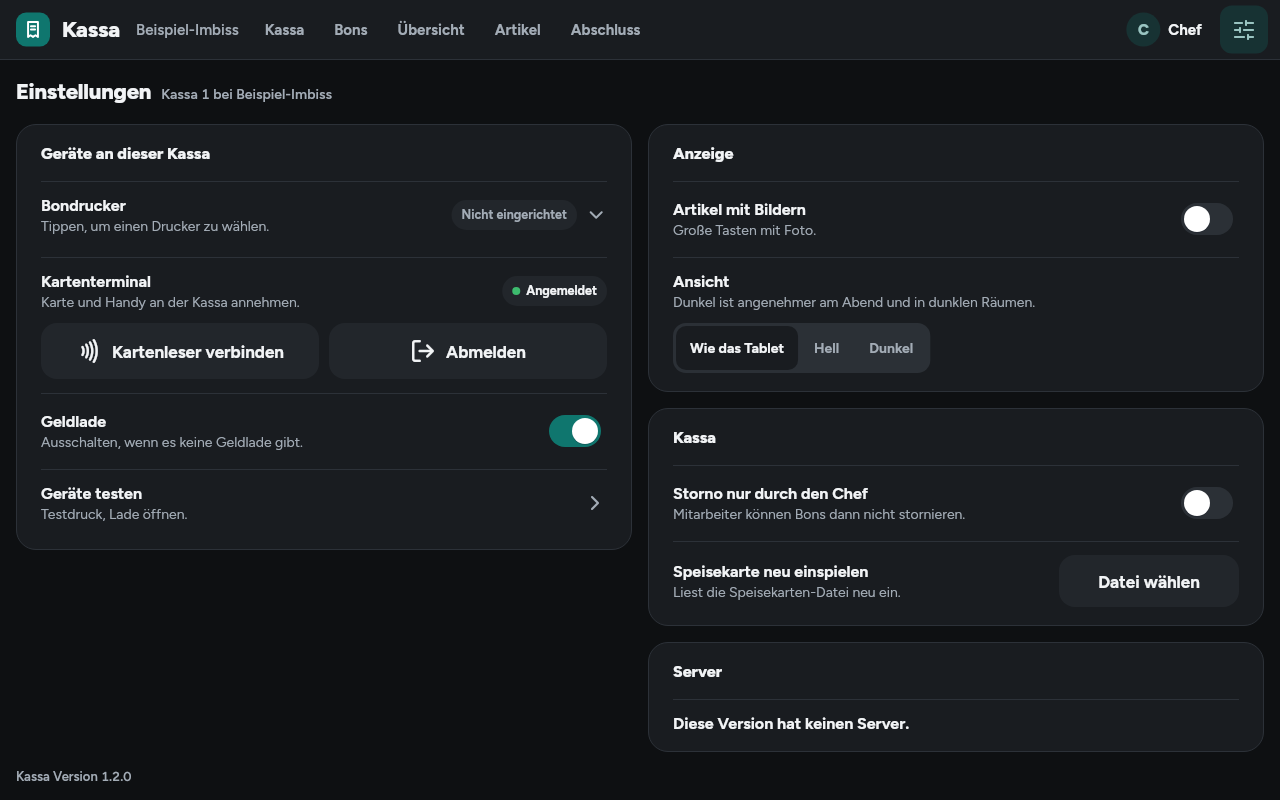 Kassa Beispiel-Imbiss Kassa Bons Übersicht Artikel Abschluss C Chef
Einstellungen Kassa 1 bei Beispiel-Imbiss
Geräte an dieser Kassa
Bondrucker
Tippen, um einen Drucker zu wählen.
Nicht eingerichtet
Kartenterminal
Karte und Handy an der Kassa annehmen.
Angemeldet
Kartenleser verbinden Abmelden
Geldlade
Ausschalten, wenn es keine Geldlade gibt.
Geräte testen
Testdruck, Lade öffnen.
Anzeige
Artikel mit Bildern
Große Tasten mit Foto.
Ansicht
Dunkel ist angenehmer am Abend und in dunklen Räumen.
Wie das Tablet Hell Dunkel
Kassa
Storno nur durch den Chef
Mitarbeiter können Bons dann nicht stornieren.
Speisekarte neu einspielen
Liest die Speisekarten-Datei neu ein.
Datei wählen
Server
Diese Version hat keinen Server.
Kassa Version 1.2.0